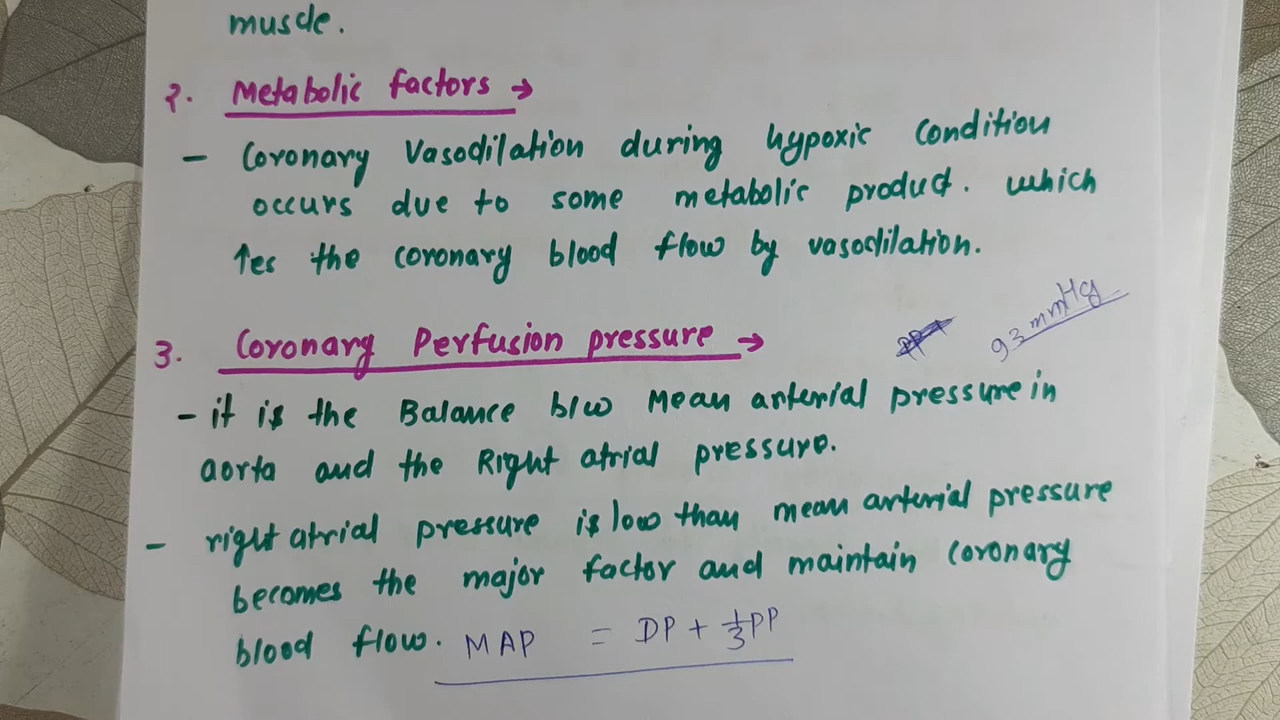 muscle.
2. Metabolic factors →
- Coronary Vasodilation during hypoxic Condition
occurs due to some metabolic product. which
↑es the coronary blood flow by vasodilation.
93 mmHg
3. Coronary Perfusion pressure →
- it is the Balance b/w Mean arterial pressure in
aorta and the Right atrial pressure.
- right atrial pressure is low than mean arterial pressure
becomes the major factor and maintain coronary
blood flow. MAP = DP + 1/3 PP